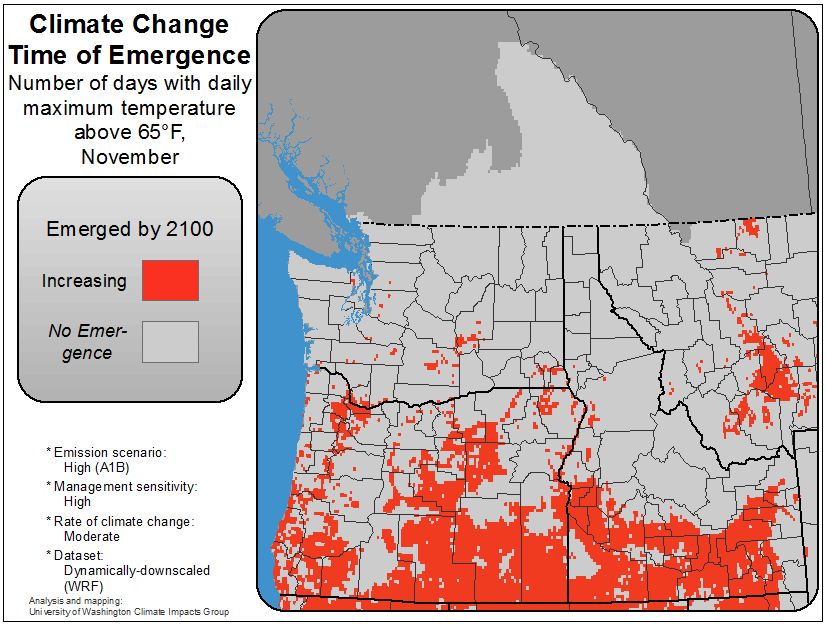 Climate Change
Time of Emergence
Number of days with daily
maximum temperature
above 65°F,
November
Emerged by 2100
Increasing
No Emer-
gence
* Emission scenario:
High (A1B)
* Management sensitivity:
High
* Rate of climate change:
Moderate
* Dataset:
Dynamically-downscaled
(WRF)
Analysis and mapping:
University of Washington Climate Impacts Group